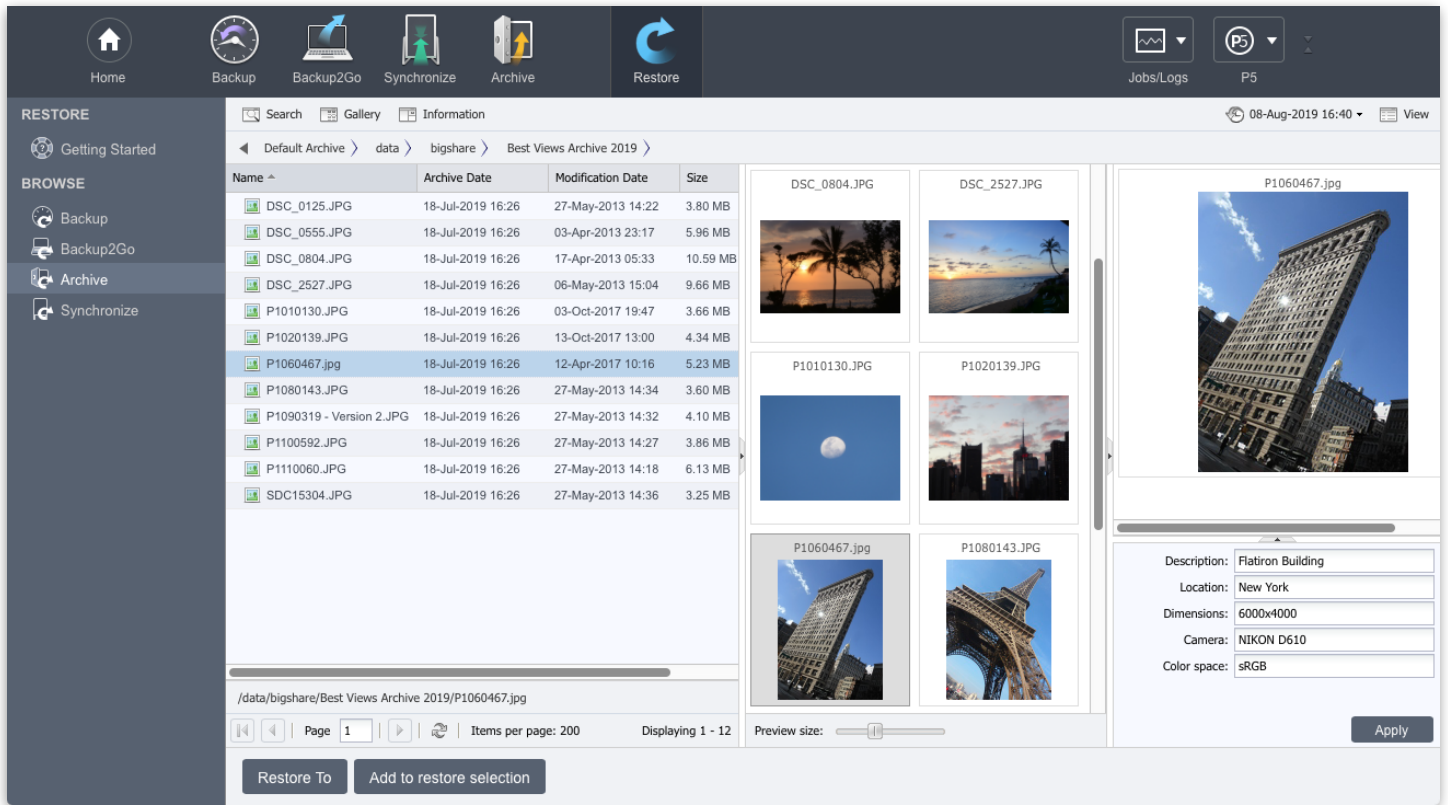 Home
Backup
Backup2Go
Synchronize
Archive
Restore
Jobs/Logs
P5
P5
RESTORE
Getting Started
BROWSE
Backup
Backup2Go
Archive
Synchronize
Search Gallery Information 08-Aug-2019 16:40 View
Default Archive data bigshare Best Views Archive 2019
Name Archive Date Modification Date Size
DSC_0125.JPG 18-Jul-2019 16:26 27-May-2013 14:22 3.80 MB
DSC_0555.JPG 18-Jul-2019 16:26 03-Apr-2013 23:17 5.96 MB
DSC_0804.JPG 18-Jul-2019 16:26 17-Apr-2013 05:33 10.59 MB
DSC_2527.JPG 18-Jul-2019 16:26 06-May-2013 15:04 9.66 MB
P1010130.JPG 18-Jul-2019 16:26 03-Oct-2017 19:47 3.66 MB
P1020139.JPG 18-Jul-2019 16:26 13-Oct-2017 13:00 4.34 MB
P1060467.jpg 18-Jul-2019 16:26 12-Apr-2017 10:16 5.23 MB
P1080143.JPG 18-Jul-2019 16:26 27-May-2013 14:34 3.60 MB
P1090319 - Version 2.JPG 18-Jul-2019 16:26 27-May-2013 14:32 4.10 MB
P1100592.JPG 18-Jul-2019 16:26 27-May-2013 14:27 3.86 MB
P1110060.JPG 18-Jul-2019 16:26 27-May-2013 14:18 6.13 MB
SDC15304.JPG 18-Jul-2019 16:26 27-May-2013 14:36 3.25 MB
/data/bigshare/Best Views Archive 2019/P1060467.jpg
Page 1 Items per page: 200 Displaying 1 - 12
DSC_0804.JPG DSC_2527.JPG
P1010130.JPG P1020139.JPG
P1060467.jpg P1080143.JPG
Preview size:
P1060467.jpg
Description: Flatiron Building
Location: New York
Dimensions: 6000x4000
Camera: NIKON D610
Color space: sRGB
Apply
Restore To Add to restore selection